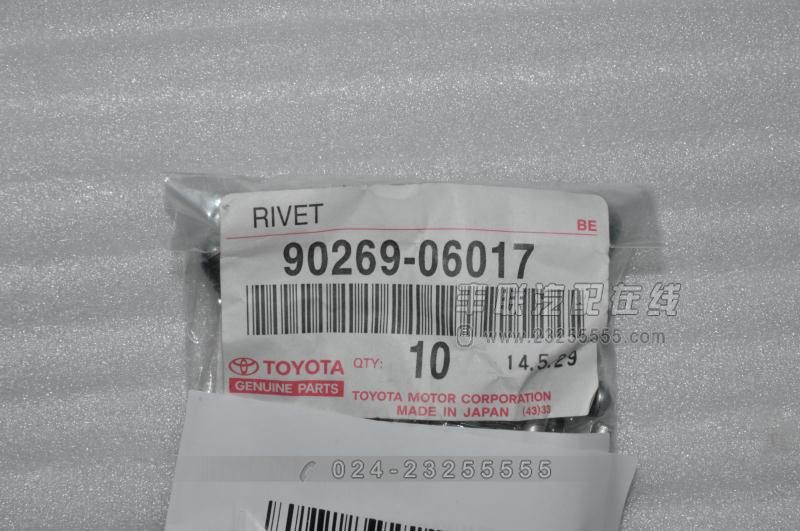 RIVET
BE
90269-06017
丰联汽配在线
www.23255555.com
TOYOTA QTY: 10 14.5.29
GENUINE PARTS
TOYOTA MOTOR CORPORATION
MADE IN JAPAN (43)33
024-23255555